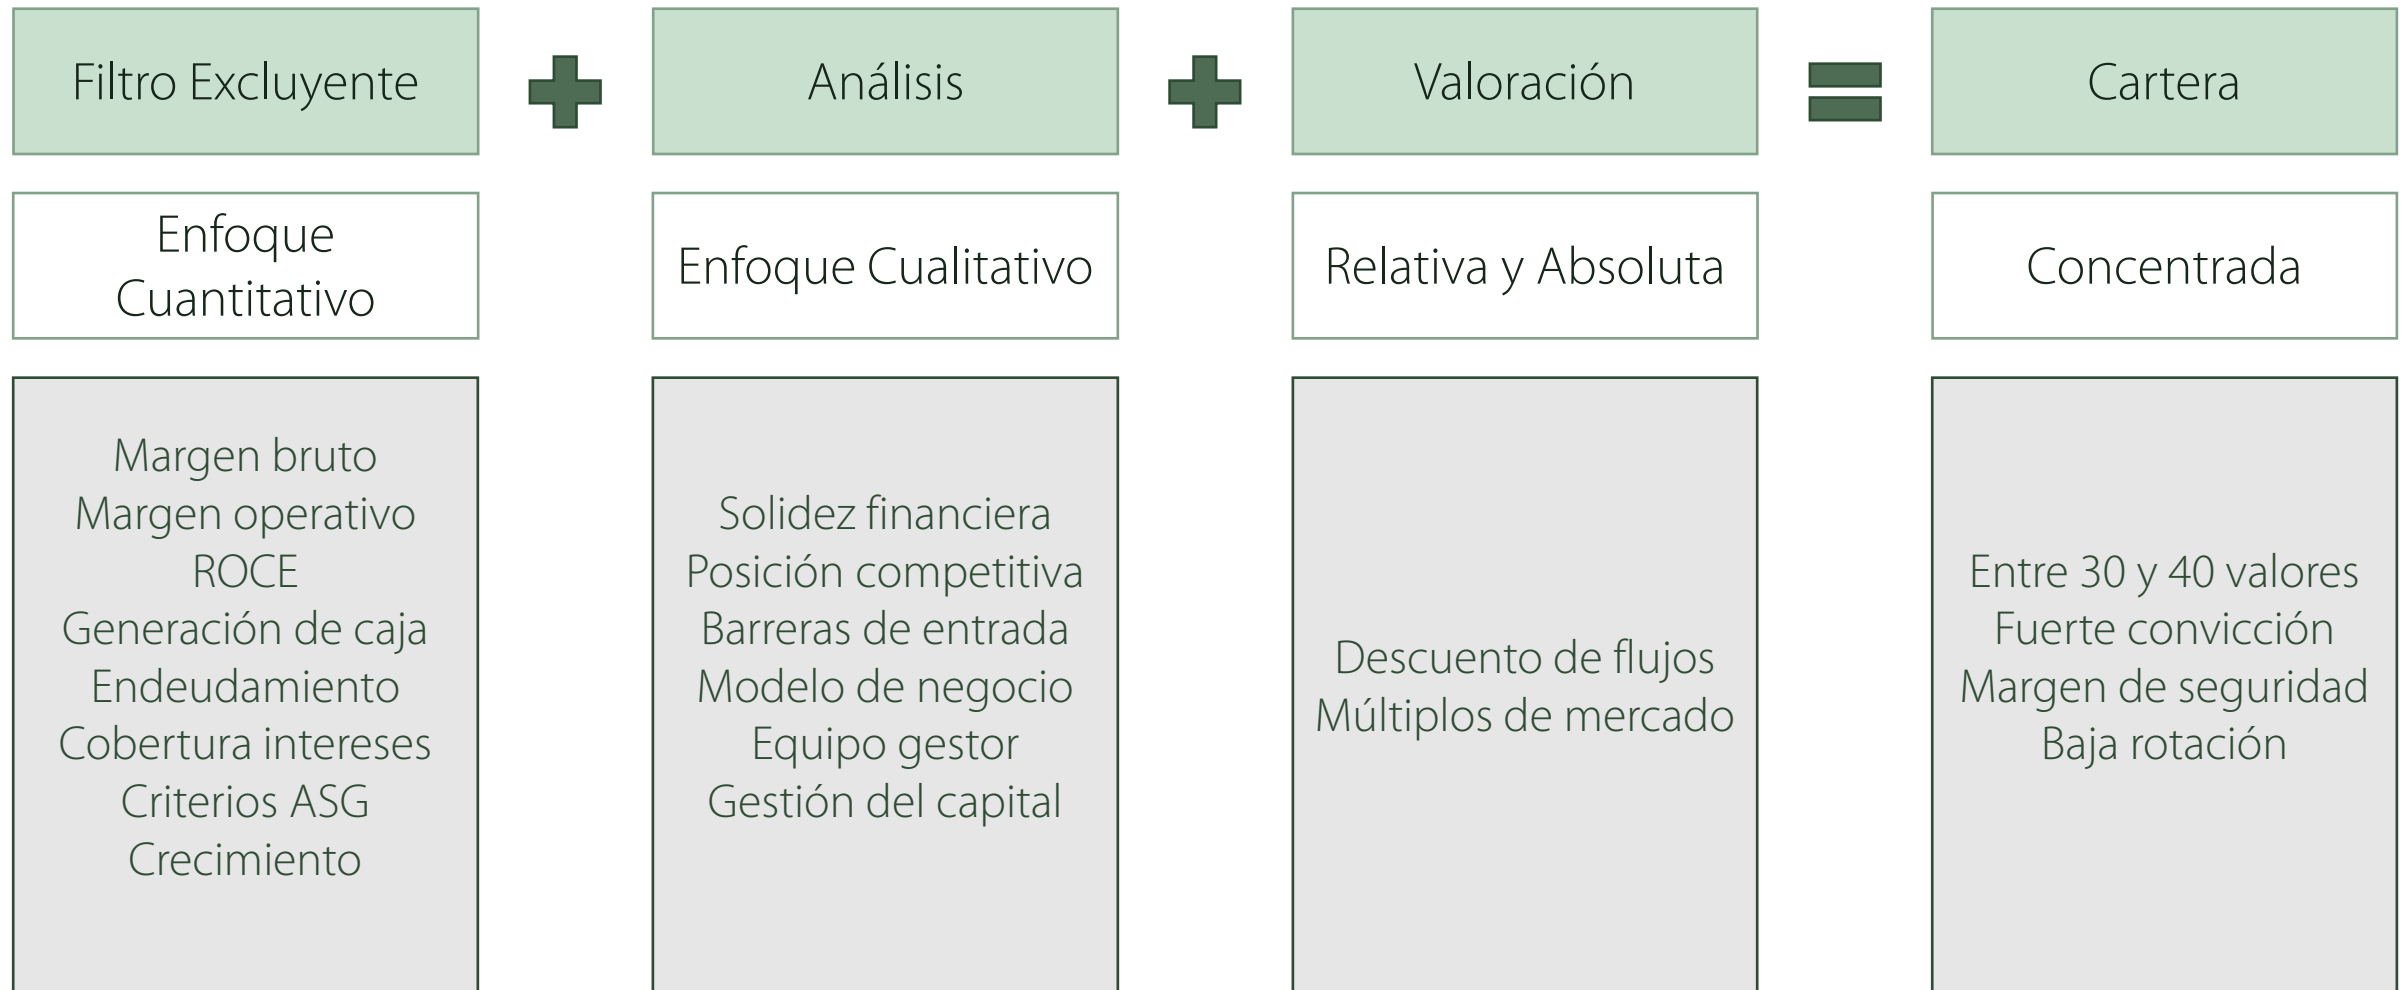 Filtro Excluyente
Análisis
Valoración
Cartera
Enfoque
Cuantitativo
Enfoque Cualitativo
Relativa y Absoluta
Concentrada
Margen bruto
Margen operativo
ROCE
Generación de caja
Endeudamiento
Cobertura intereses
Criterios ASG
Crecimiento
Solidez financiera
Posición competitiva
Barreras de entrada
Modelo de negocio
Equipo gestor
Gestión del capital
Descuento de flujos
Múltiplos de mercado
Entre 30 y 40 valores
Fuerte convicción
Margen de seguridad
Baja rotación